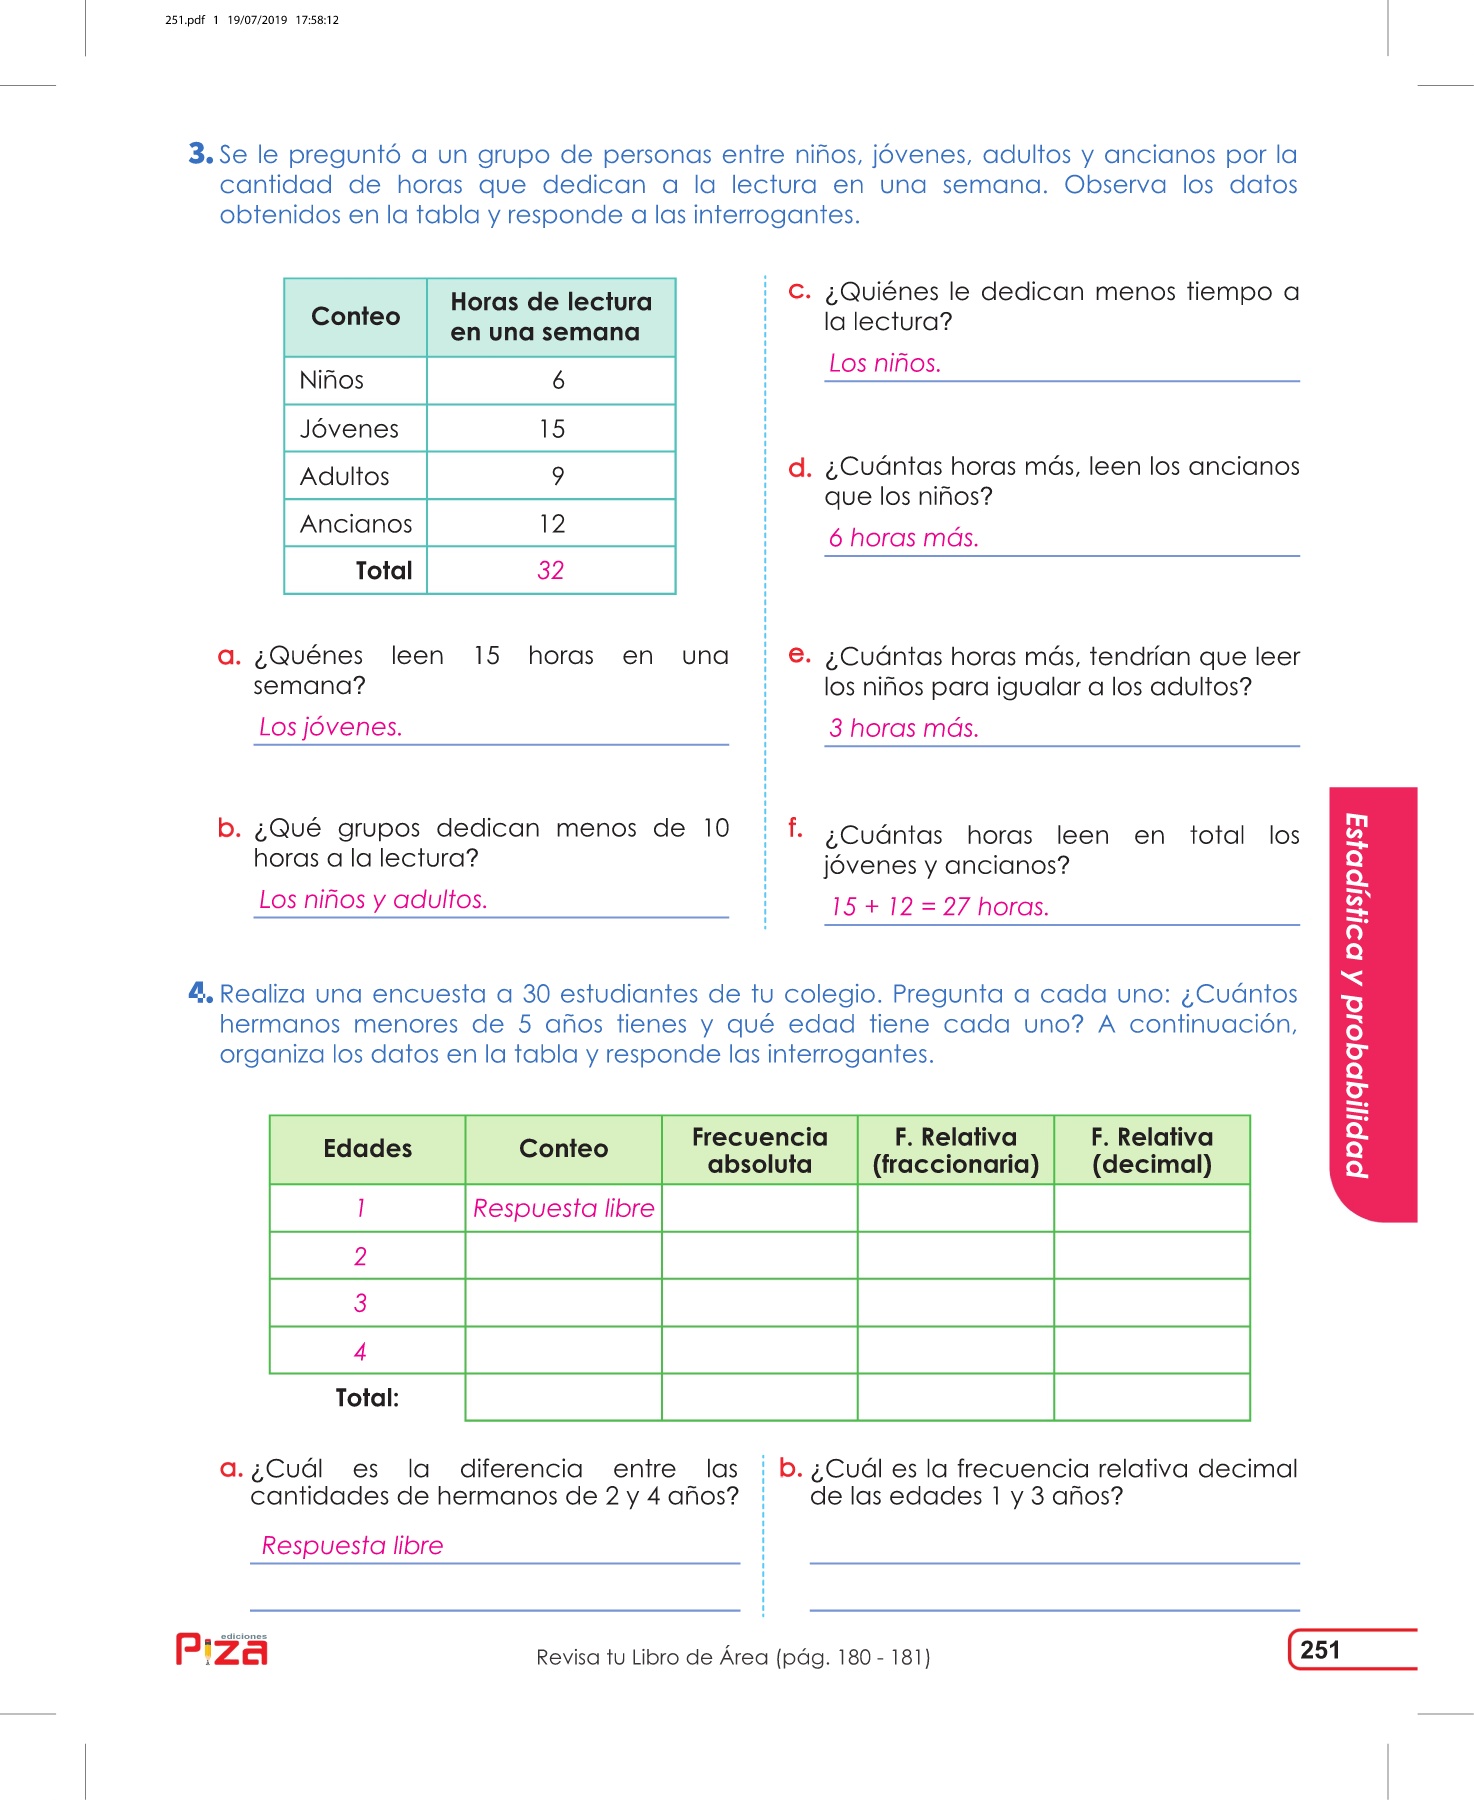 251.pdf 1 19/07/2019 17:58:12
3. Se le preguntó a un grupo de personas entre niños, jóvenes, adultos y ancianos por la
cantidad de horas que dedican a la lectura en una semana. Observa los datos
obtenidos en la tabla y responde a las interrogantes.
Conteo
Horas de lectura
en una semana
Niños 6
Jóvenes 15
Adultos 9
Ancianos 12
Total 32
a. ¿Quénes leen 15 horas en una
semana?
Los jóvenes.
b. ¿Qué grupos dedican menos de 10
horas a la lectura?
Los niños y adultos.
c. ¿Quiénes le dedican menos tiempo a
la lectura?
Los niños.
d. ¿Cuántas horas más, leen los ancianos
que los niños?
6 horas más.
e. ¿Cuántas horas más, tendrían que leer
los niños para igualar a los adultos?
3 horas más.
f. ¿Cuántas horas leen en total los
jóvenes y ancianos?
15 + 12 = 27 horas.
Estadística y probabilidad
4. Realiza una encuesta a 30 estudiantes de tu colegio. Pregunta a cada uno: ¿Cuántos
hermanos menores de 5 años tienes y qué edad tiene cada uno? A continuación,
organiza los datos en la tabla y responde las interrogantes.
Edades
Conteo
Frecuencia
absoluta
F. Relativa
(fraccionaria)
F. Relativa
(decimal)
1 Respuesta libre
2
3
4
Total:
a. ¿Cuál es la diferencia entre las
cantidades de hermanos de 2 y 4 años?
Respuesta libre
b. ¿Cuál es la frecuencia relativa decimal
de las edades 1 y 3 años?
ediciones
Piza
Revisa tu Libro de Área (pág. 180 - 181)
251